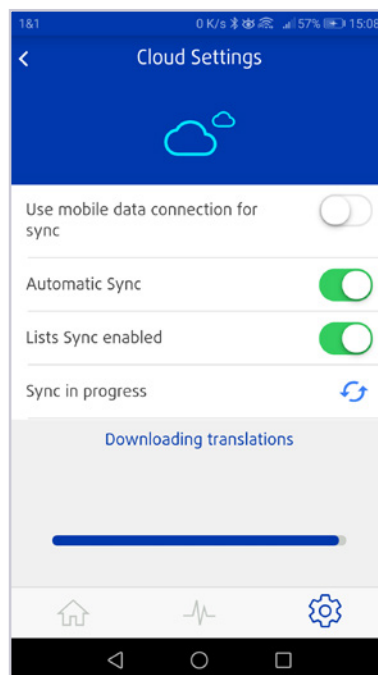 1&1 0 K/s 57% 15:08
Cloud Settings
Use mobile data connection for
sync
Automatic Sync
Lists Sync enabled
Sync in progress
Downloading translations